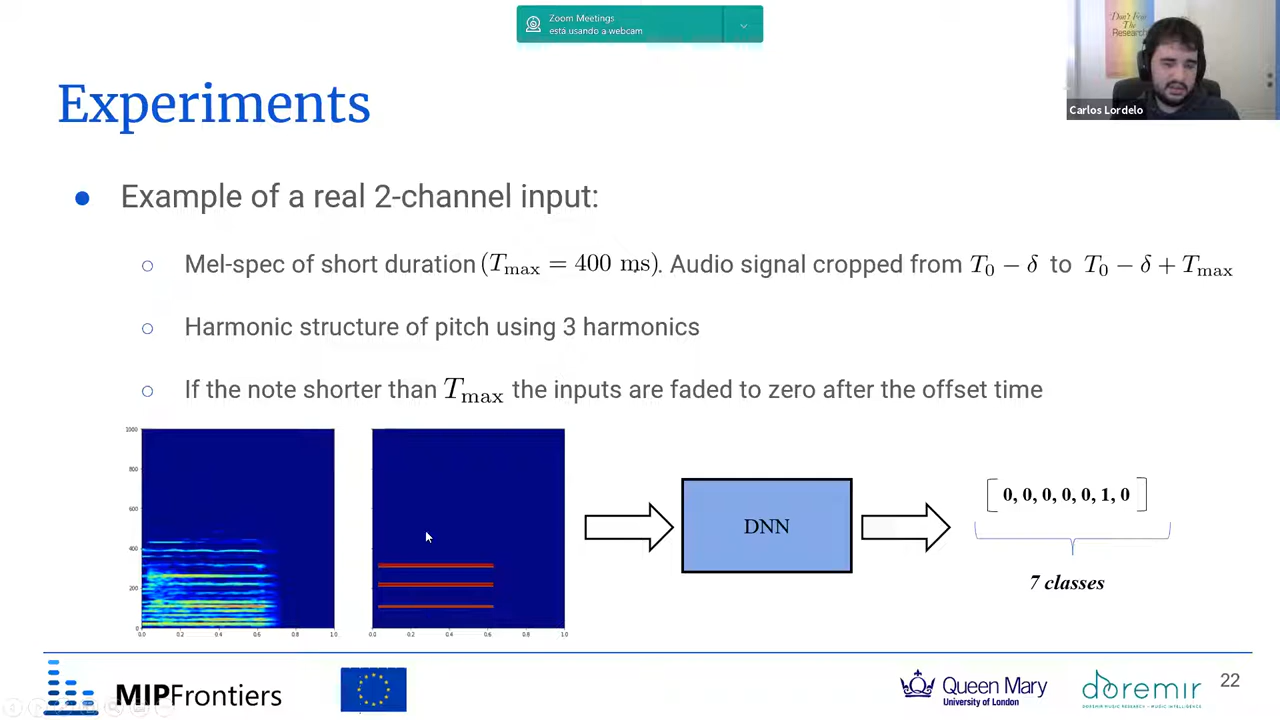 Zoom Meetings
está usando a webcam
Don't Fear
The
Research
Carlos Lordelo
Experiments
Example of a real 2-channel input:
Mel-spec of short duration (Tmax = 400 ms). Audio signal cropped from T0 − δ to T0 − δ + Tmax
Harmonic structure of pitch using 3 harmonics
If the note shorter than Tmax the inputs are faded to zero after the offset time
1000
800
600
400
200
0
0.0 0.2 0.4 0.6 0.8 1.0
0.0 0.2 0.4 0.6 0.8 1.0
DNN
[0, 0, 0, 0, 0, 1, 0]
7 classes
MIPFrontiers
Queen Mary
University of London
doremir
DOREMIR MUSIC RESEARCH - MUSIC INTELLIGENCE
22